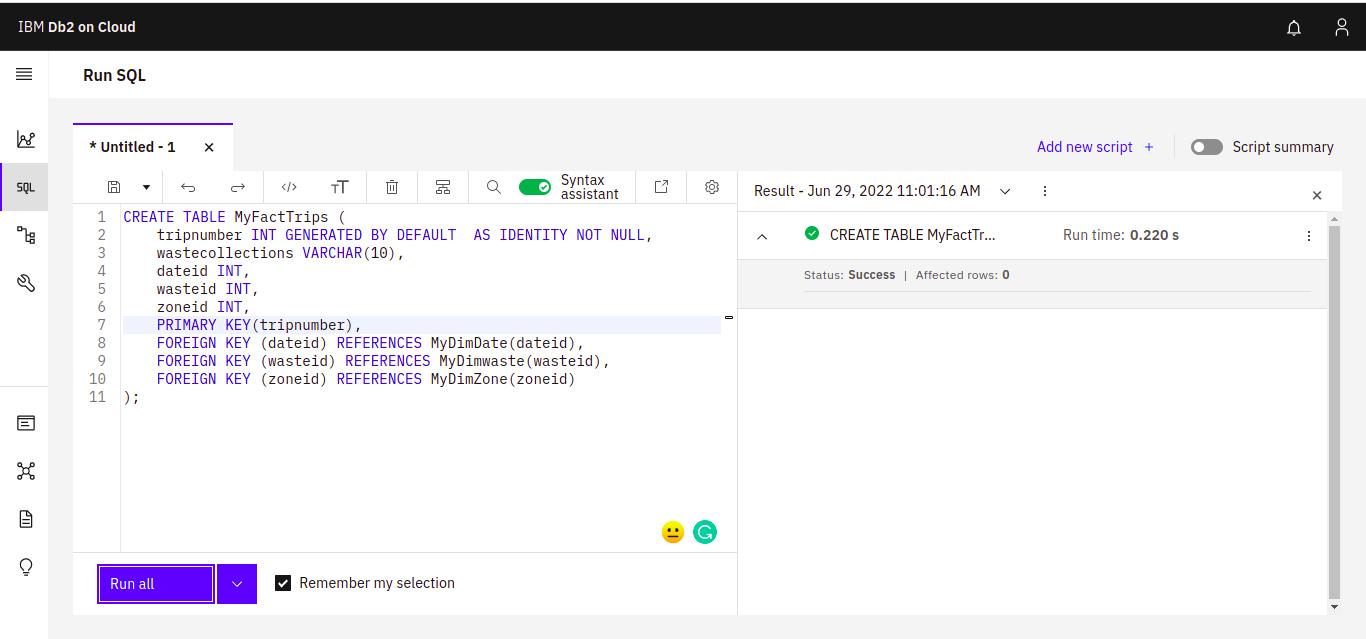 IBM Db2 on Cloud
Run SQL
* Untitled - 1
Add new script +
Script summary
SQL
</>
TT
Syntax
assistant
Result - Jun 29, 2022 11:01:16 AM
1 CREATE TABLE MyFactTrips (
2 tripnumber INT GENERATED BY DEFAULT  AS IDENTITY NOT NULL,
3 wastecollections VARCHAR(10),
4 dateid INT,
5 wasteid INT,
6 zoneid INT,
7 PRIMARY KEY(tripnumber),
8 FOREIGN KEY (dateid) REFERENCES MyDimDate(dateid),
9 FOREIGN KEY (wasteid) REFERENCES MyDimwaste(wasteid),
10 FOREIGN KEY (zoneid) REFERENCES MyDimZone(zoneid)
11 );
CREATE TABLE MyFactTr...
Run time: 0.220 s
Status: Success | Affected rows: 0
Run all
Remember my selection